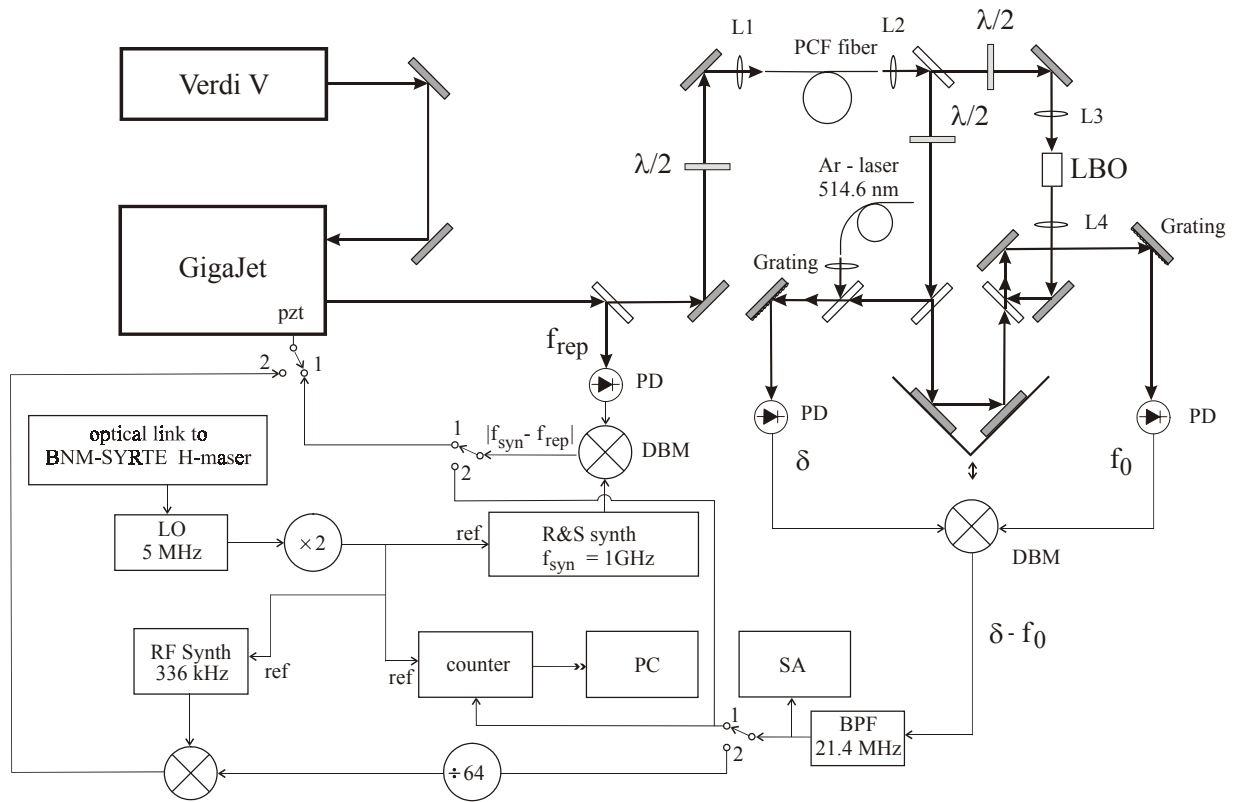 Verdi V
GigaJet
pzt
2
1
λ/2
L1
PCF fiber
L2
λ/2
λ/2
L3
LBO
L4
Grating
Ar - laser
514.6 nm
Grating
f_rep
PD
PD
PD
δ
f_0
DBM
δ - f_0
1
2
|f_syn - f_rep|
DBM
optical link to
BNM-SYRTE H-maser
LO
5 MHz
×2
ref
R&S synth
f_syn = 1GHz
RF Synth
336 kHz
ref
ref
counter
PC
SA
1
2
BPF
21.4 MHz
÷64